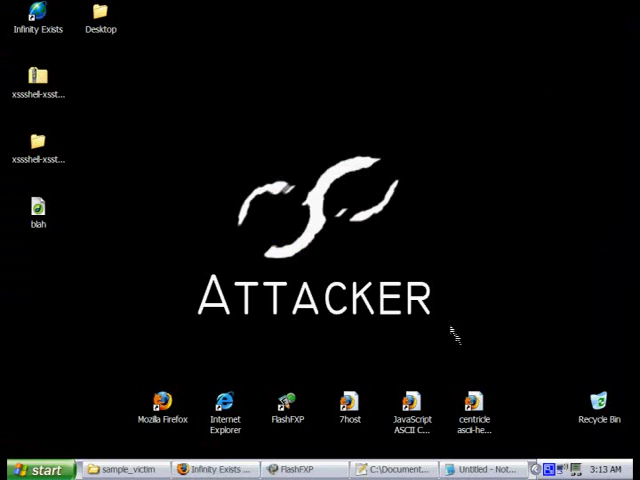 Infinity Exists
Desktop
xssshell-xsst...
xssshell-xsst...
blah
ATTACKER
Mozilla Firefox
Internet
Explorer
FlashFXP
7host
JavaScript
ASCII C...
centricle
ascii-he...
Recycle Bin
start
sample_victim
Infinity Exists ...
FlashFXP
C:\Document...
Untitled - Not...
3:13 AM